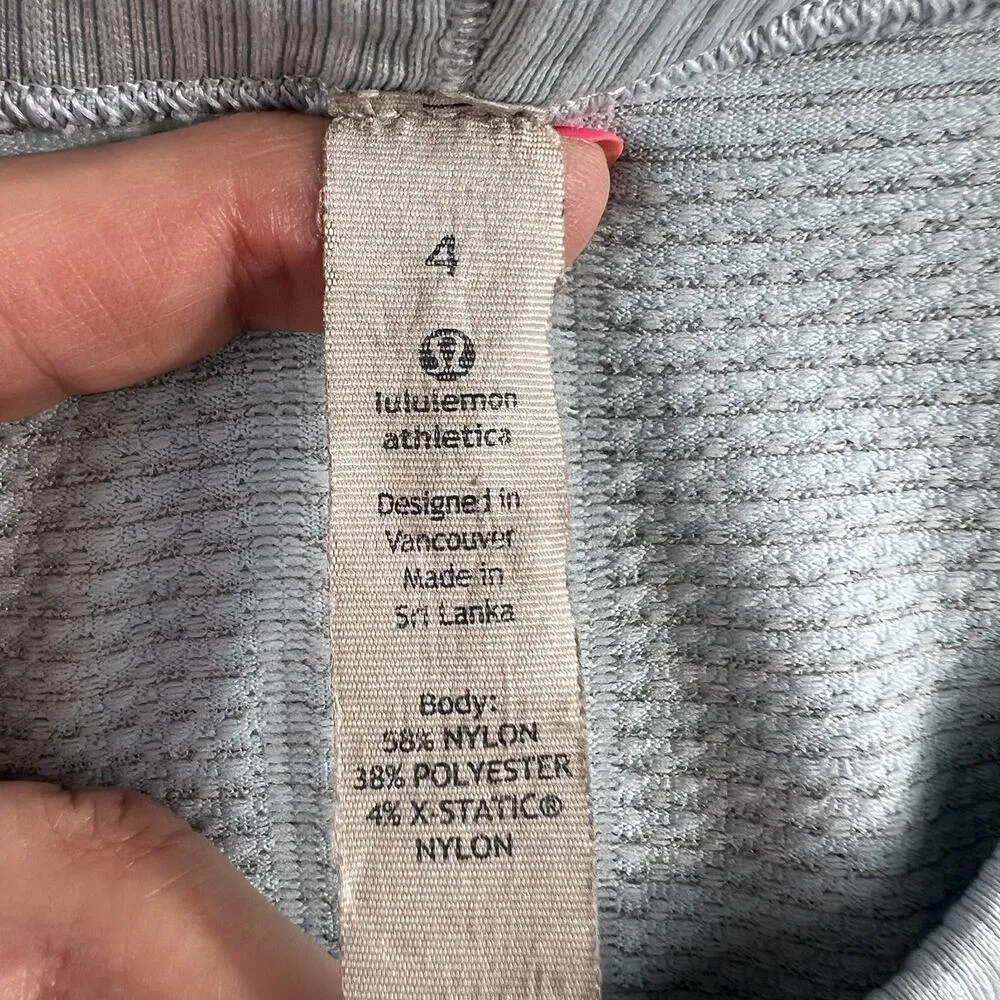 4
lululemon
athletica
Designed in
Vancouver
Made in
Sri Lanka
Body:
58% NYLON
38% POLYESTER
4% X-STATIC®
NYLON